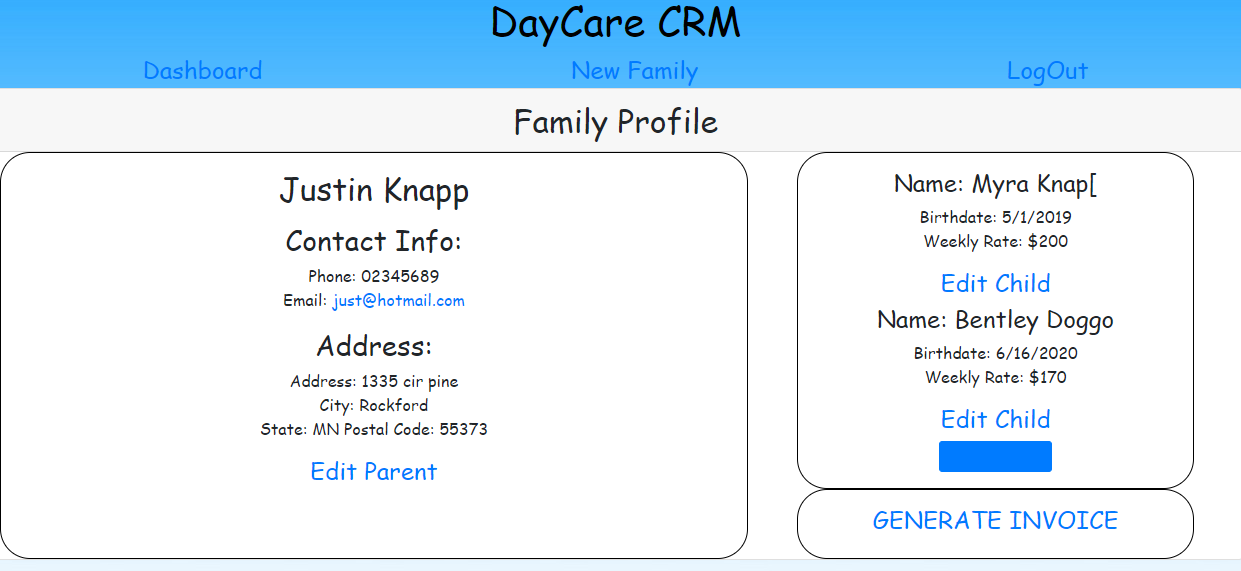 DayCare CRM
Dashboard New Family LogOut
Family Profile
Justin Knapp
Contact Info:
Phone: 02345689
Email: just@hotmail.com
Address:
Address: 1335 cir pine
City: Rockford
State: MN Postal Code: 55373
Edit Parent
Name: Myra Knap[
Birthdate: 5/1/2019
Weekly Rate: $200
Edit Child
Name: Bentley Doggo
Birthdate: 6/16/2020
Weekly Rate: $170
Edit Child
GENERATE INVOICE